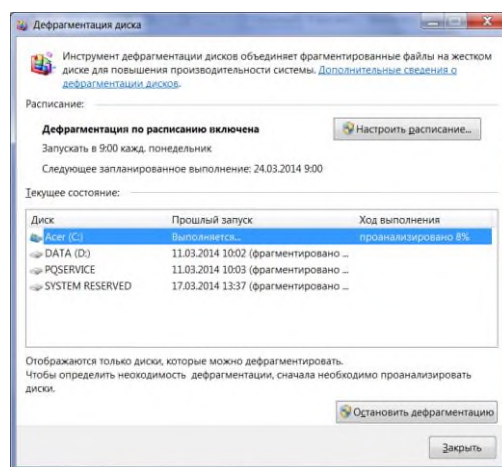 Дефрагментация диска
Инструмент дефрагментации дисков объединяет фрагментированные файлы на жестком
диске для повышения производительности системы. Дополнительные сведения о
дефрагментации дисков.
Расписание:
Дефрагментация по расписанию включена
Настроить расписание...
Запускать в 9:00 кажд. понедельник
Следующее запланированное выполнение: 24.03.2014 9:00
Текущее состояние:
Диск Прошлый запуск Ход выполнения
Acer (C:) Выполняется... проанализировано 8%
DATA (D:) 11.03.2014 10:02 (фрагментировано ...
PQSERVICE 11.03.2014 10:03 (фрагментировано ...
SYSTEM RESERVED 17.03.2014 13:37 (фрагментировано ...
Отображаются только диски, которые можно дефрагментировать.
Чтобы определить неоходимость дефрагментации, сначала необходимо проанализировать
диски.
Остановить дефрагментацию
Закрыть